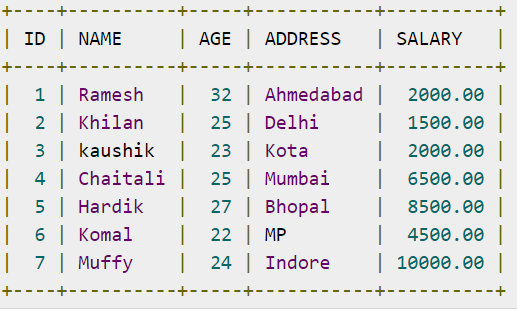 +----+----------+-----+-----------+----------+
| ID | NAME     | AGE | ADDRESS   | SALARY   |
+----+----------+-----+-----------+----------+
|  1 | Ramesh   |  32 | Ahmedabad |  2000.00 |
|  2 | Khilan   |  25 | Delhi     |  1500.00 |
|  3 | kaushik  |  23 | Kota      |  2000.00 |
|  4 | Chaitali |  25 | Mumbai    |  6500.00 |
|  5 | Hardik   |  27 | Bhopal    |  8500.00 |
|  6 | Komal    |  22 | MP        |  4500.00 |
|  7 | Muffy    |  24 | Indore    | 10000.00 |
+----+----------+-----+-----------+----------+